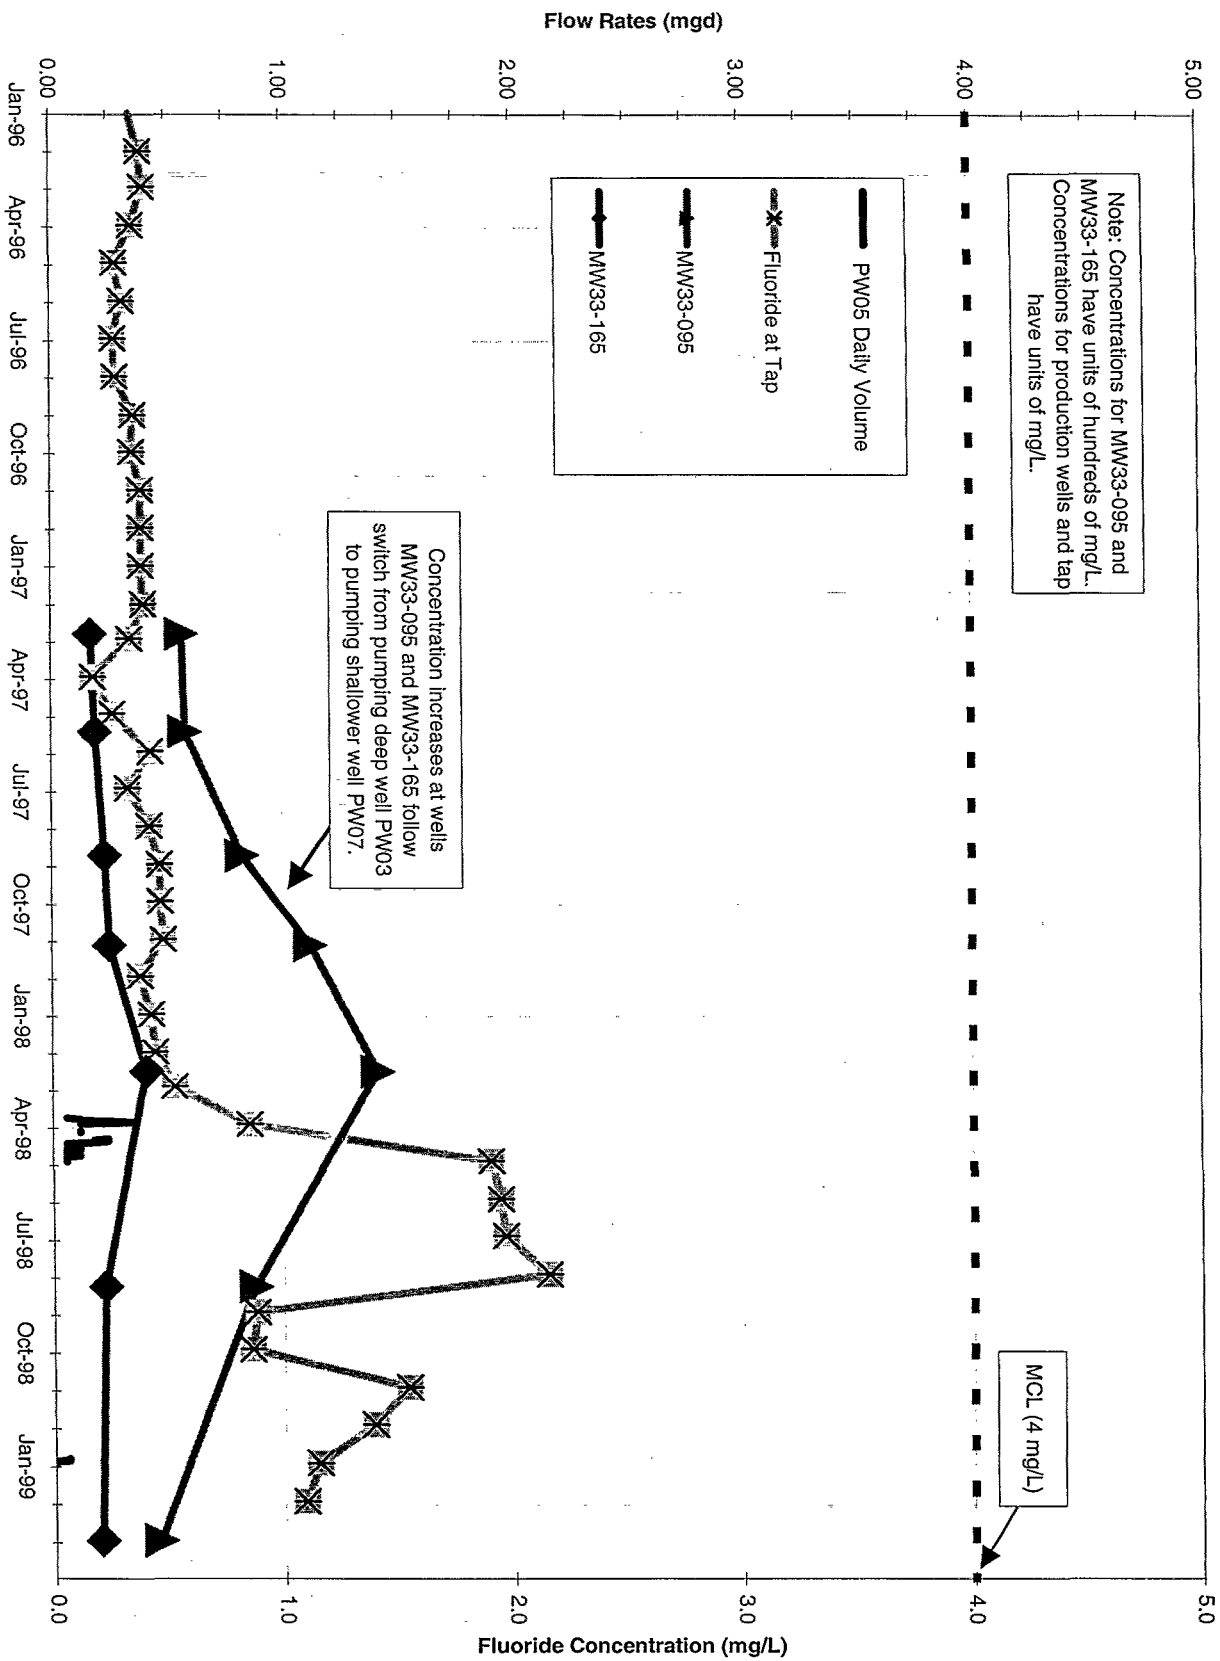 Flow Rates (mgd)
5.00
4.00
3.00
2.00
1.00
0.00
Note: Concentrations for MW33-095 and
MW33-165 have units of hundreds of mg/L.
Concentrations for production wells and tap
have units of mg/L.
PW05 Daily Volume
Fluoride at Tap
MW33-095
MW33-165
Concentration increases at wells
MW33-095 and MW33-165 follow
switch from pumping deep well PW03
to pumping shallower well PW07.
MCL (4 mg/L)
5.0
4.0
3.0
2.0
1.0
0.0
Fluoride Concentration (mg/L)
Jan-96
Apr-96
Jul-96
Oct-96
Jan-97
Apr-97
Jul-97
Oct-97
Jan-98
Apr-98
Jul-98
Oct-98
Jan-99